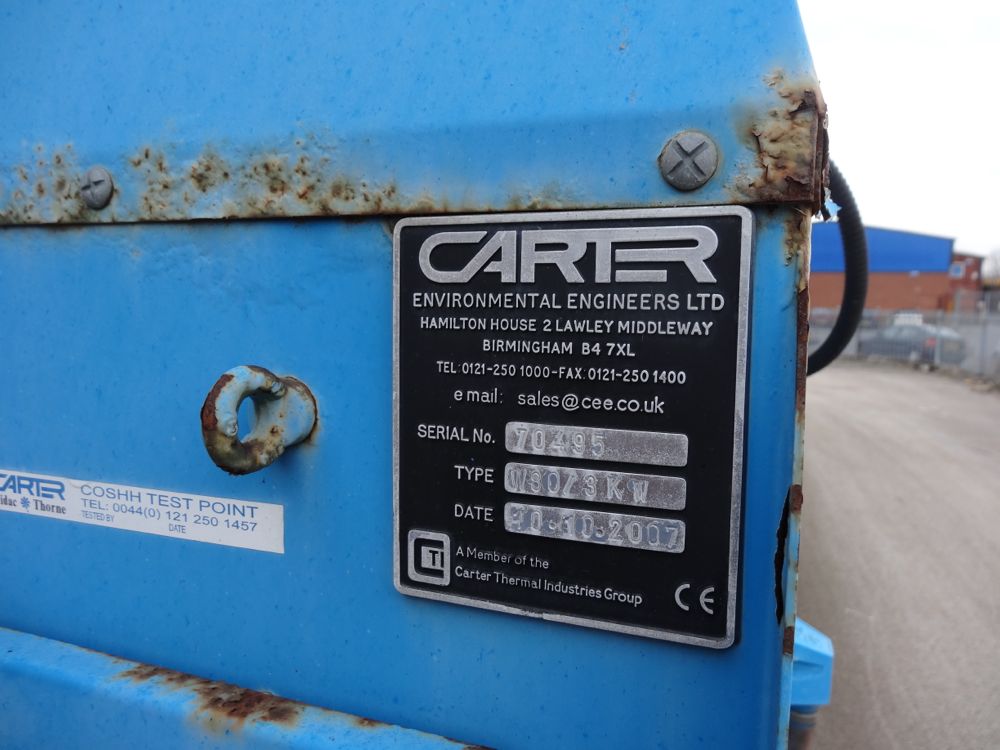 CARTER
ENVIRONMENTAL ENGINEERS LTD
HAMILTON HOUSE 2 LAWLEY MIDDLEWAY
BIRMINGHAM B4 7XL
TEL:0121-250 1000-FAX:0121-250 1400
e mail: sales@cee.co.uk
SERIAL No. 70495
TYPE
DATE 10.2007
CTI
A Member of the
Carter Thermal Industries Group
CE
CARTER
Thorne
COSHH TEST POINT
TEL: 0044(0) 121 250 1457
TESTED BY
DATE